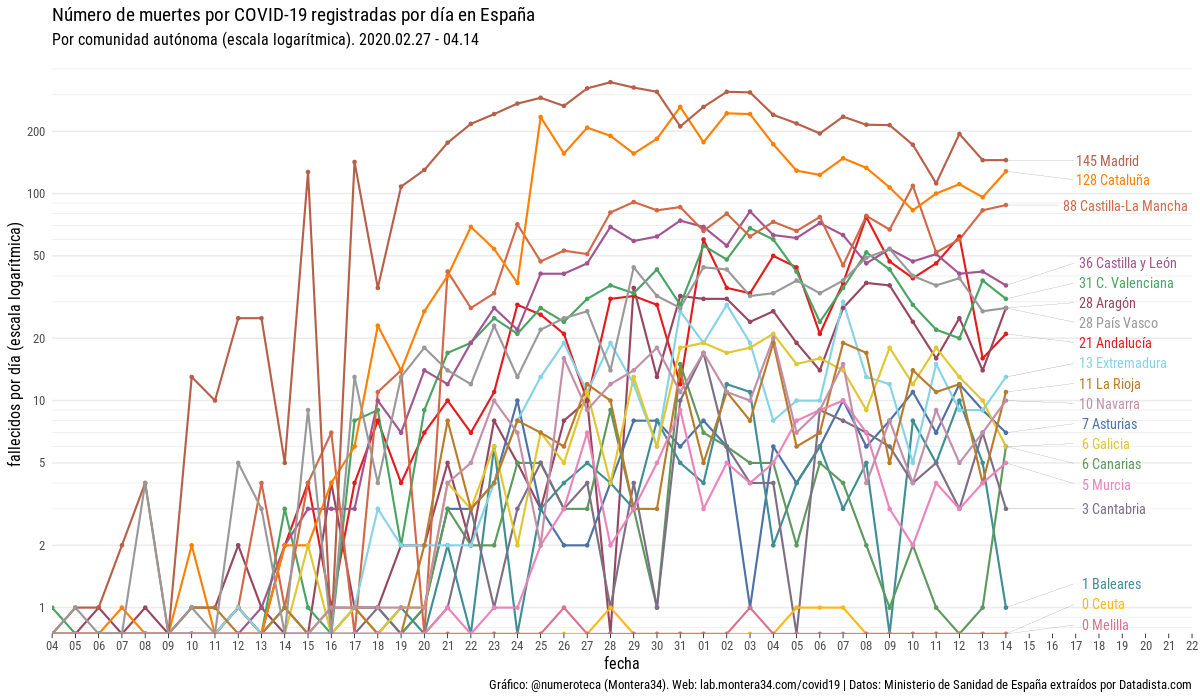 Número de muertes por COVID-19 registradas por día en España
Por comunidad autónoma (escala logarítmica). 2020.02.27 - 04.14
fallecidos por día (escala logarítmica)
200
100
50
20
10
5
2
1
145 Madrid
128 Cataluña
88 Castilla-La Mancha
36 Castilla y León
31 C. Valenciana
28 Aragón
28 País Vasco
21 Andalucía
13 Extremadura
11 La Rioja
10 Navarra
7 Asturias
6 Galicia
6 Canarias
5 Murcia
3 Cantabria
1 Baleares
0 Ceuta
0 Melilla
04 05 06 07 08 09 10 11 12 13 14 15 16 17 18 19 20 21 22 23 24 25 26 27 28 29 30 31 01 02 03 04 05 06 07 08 09 10 11 12 13 14 15 16 17 18 19 20 21 22
fecha
Gráfico: @numeroteca (Montera34). Web: lab.montera34.com/covid19 | Datos: Ministerio de Sanidad de España extraídos por Datadista.com